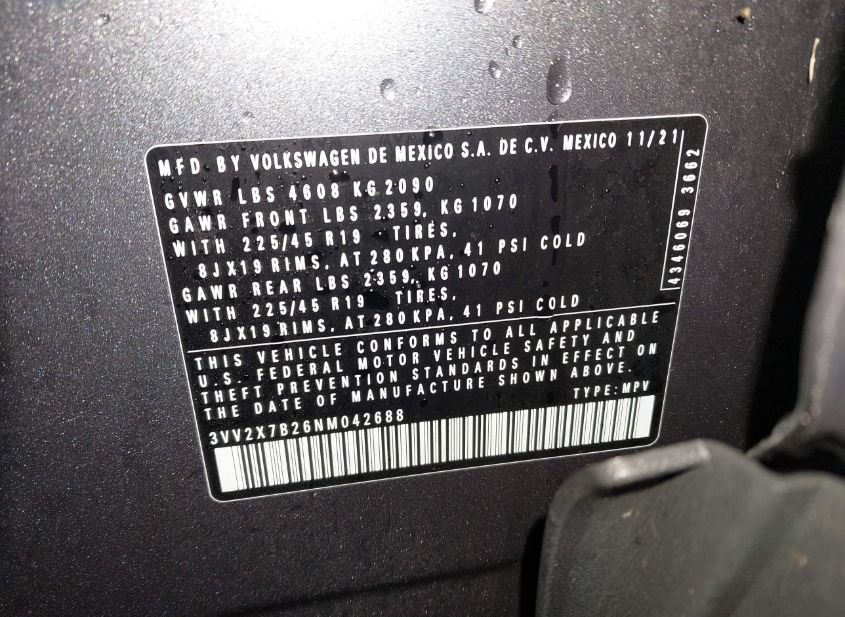 MFD. BY VOLKSWAGEN DE MEXICO S.A. DE C.V. MEXICO 11/21
GVWR LBS 4608 KG 2090
GAWR FRONT LBS 2359, KG 1070
WITH 225/45 R19 TIRES,
8JX19 RIMS, AT 280 KPA, 41 PSI COLD
GAWR REAR LBS 2359, KG 1070
WITH 225/45 R19 TIRES,
8JX19 RIMS, AT 280 KPA, 41 PSI COLD
4346069 3662
THIS VEHICLE CONFORMS TO ALL APPLICABLE
U.S. FEDERAL MOTOR VEHICLE SAFETY AND
THEFT PREVENTION STANDARDS IN EFFECT ON
THE DATE OF MANUFACTURE SHOWN ABOVE.
3VV2X7B26NM042688 TYPE: MPV